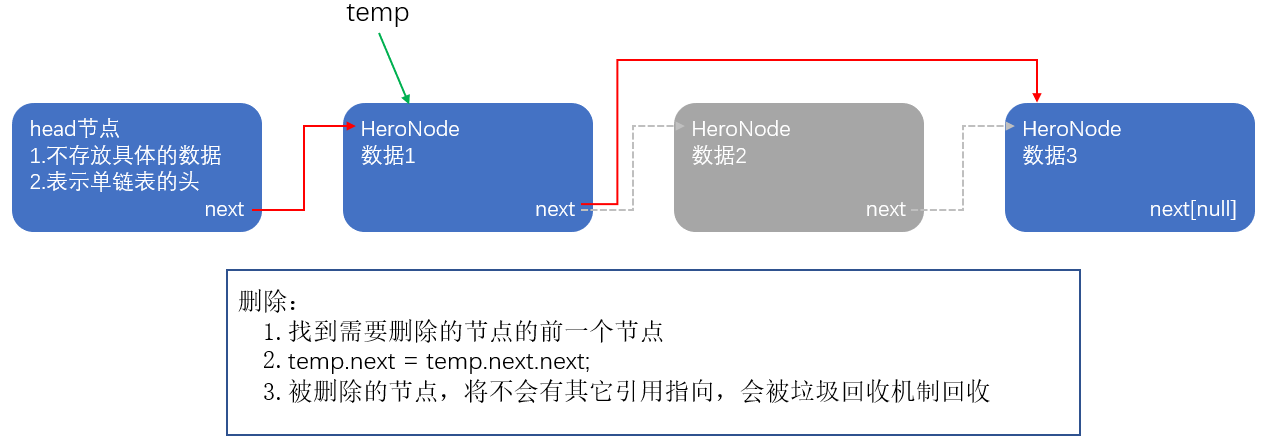 temp
head节点
1.不存放具体的数据
2.表示单链表的头
next
HeroNode
数据1
next
HeroNode
数据2
next
HeroNode
数据3
next[null]
删除：
1. 找到需要删除的节点的前一个节点
2. temp.next = temp.next.next;
3. 被删除的节点，将不会有其它引用指向，会被垃圾回收机制回收